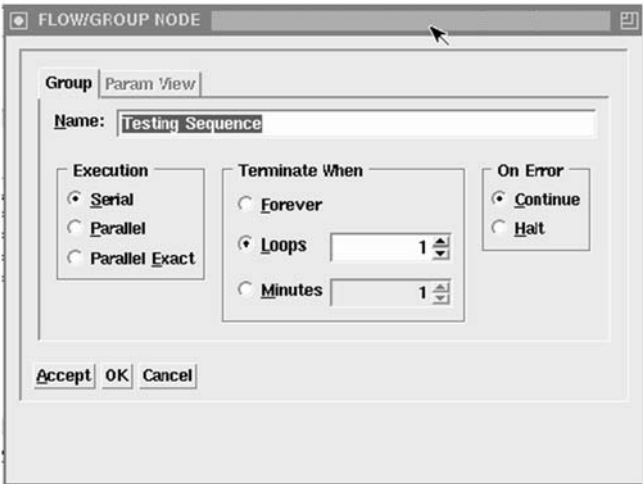 FLOW/GROUP NODE
Group
Param View
Name: Testing Sequence
Execution
Serial
Parallel
Parallel Exact
Terminate When
Forever
Loops 1
Minutes 1
On Error
Continue
Halt
Accept OK Cancel